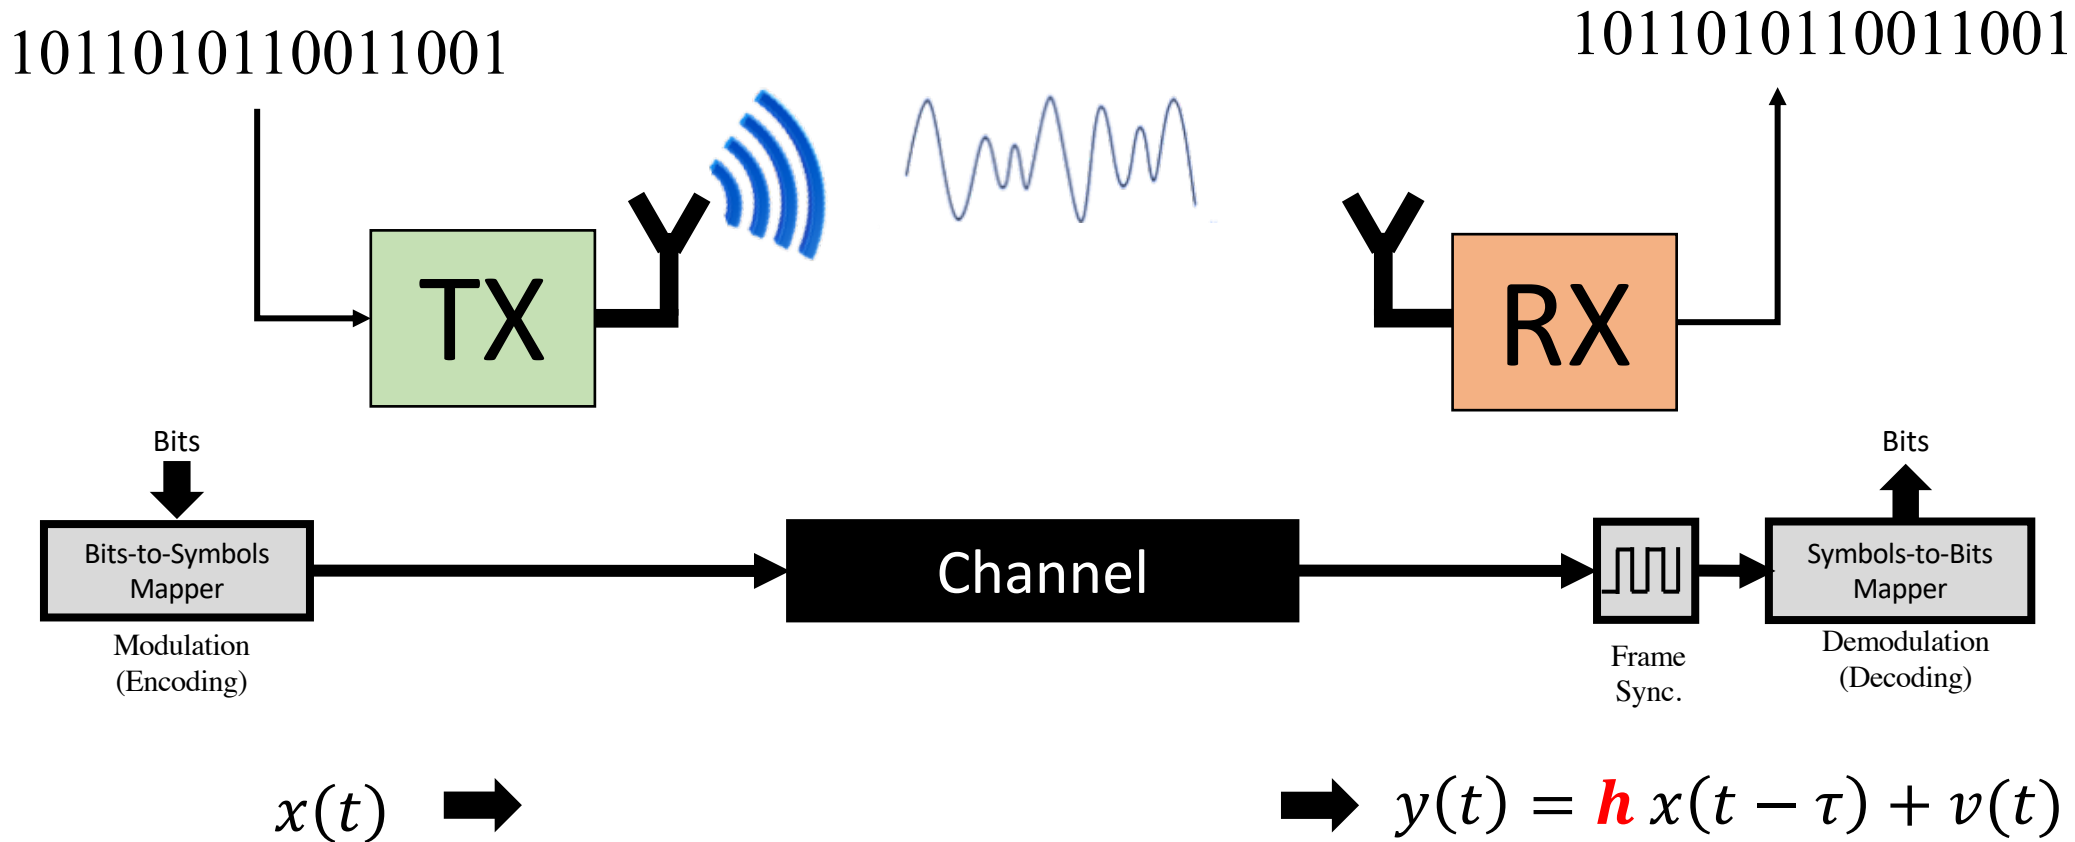 1011010110011001
1011010110011001
TX
RX
Bits
Bits
Bits-to-Symbols
Mapper
Channel
Symbols-to-Bits
Mapper
Modulation
(Encoding)
Frame
Sync.
Demodulation
(Decoding)
x(t)
y(t) = h x(t − τ) + v(t)